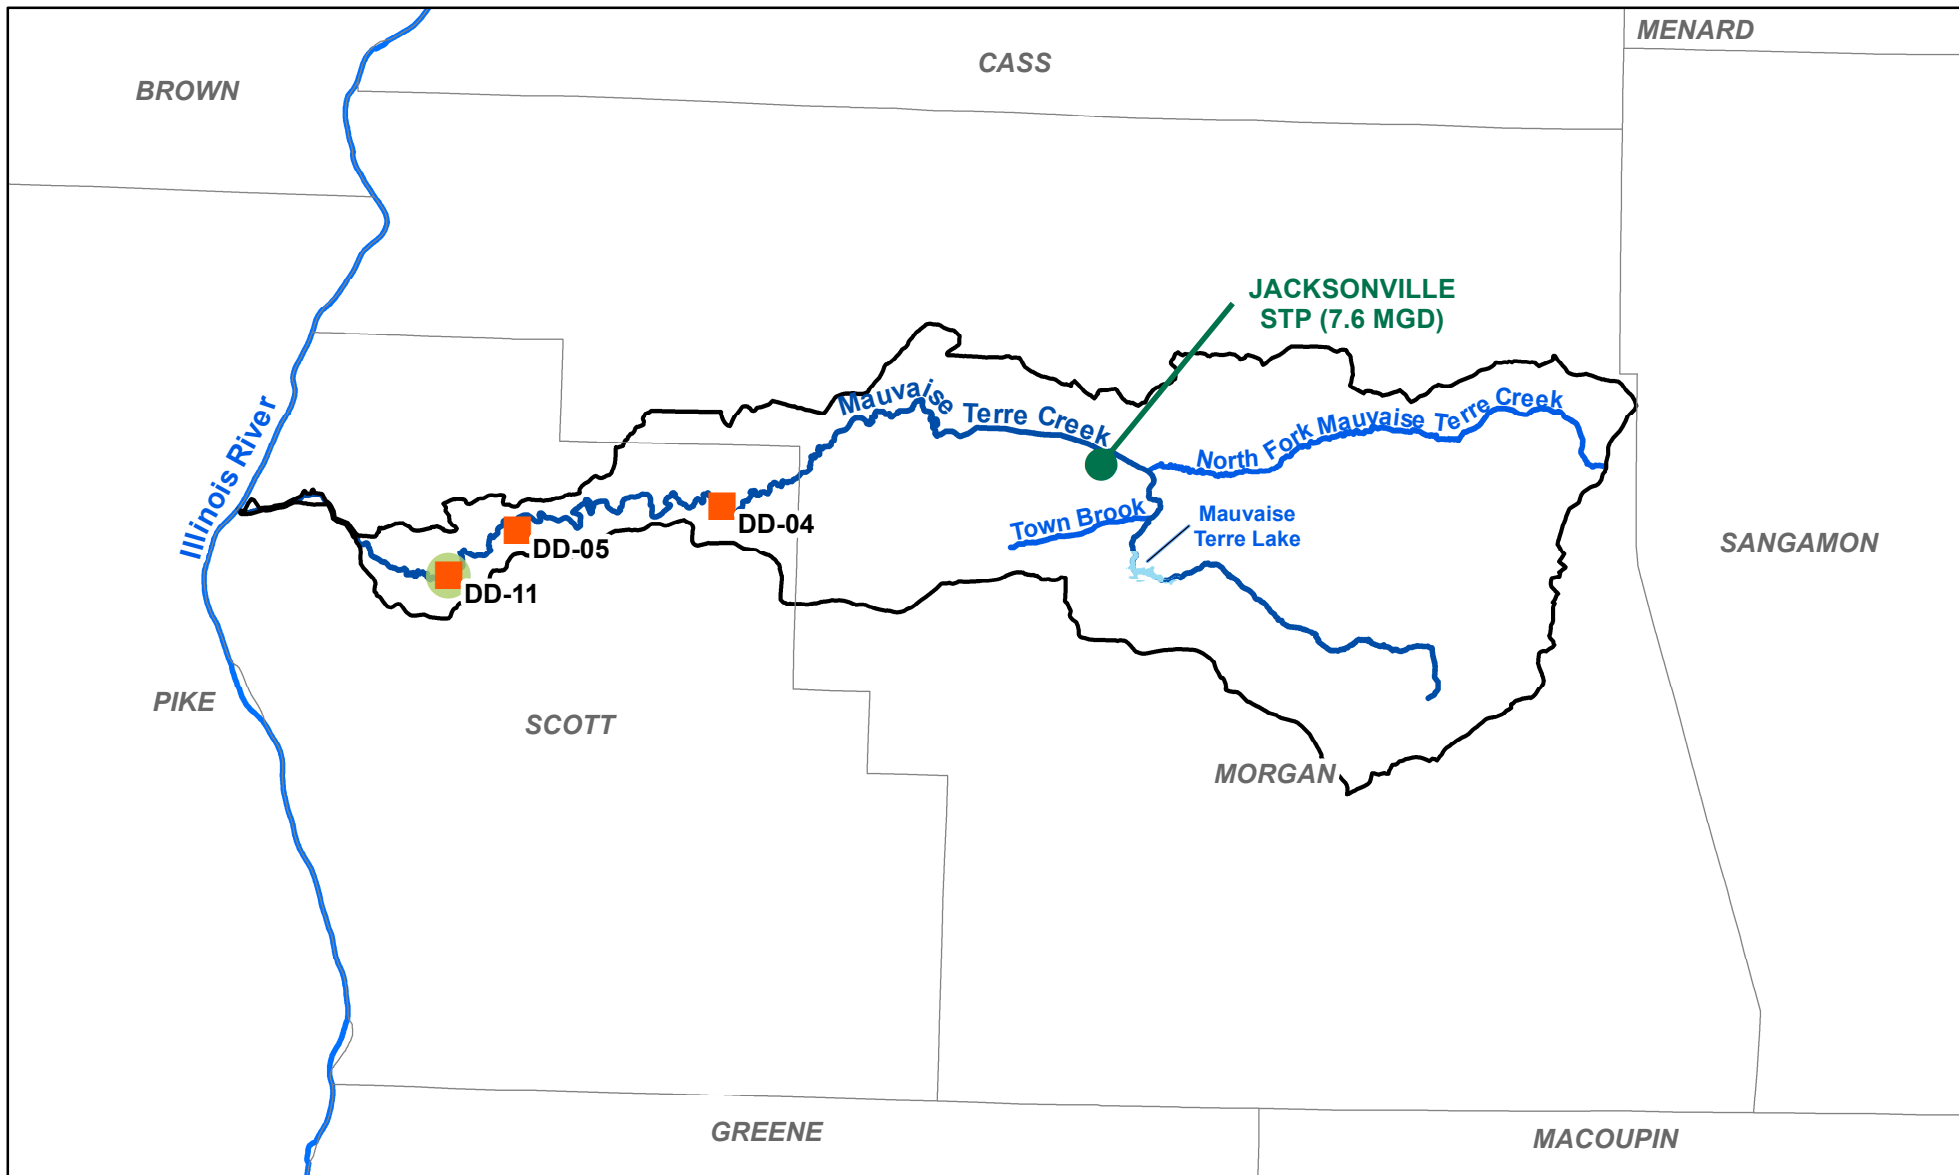 MENARD
CASS
BROWN
JACKSONVILLE
STP (7.6 MGD)
Mauvaise Terre Creek
North Fork Mauvaise Terre Creek
Illinois River
Town Brook
Mauvaise
Terre Lake
DD-04
DD-05
DD-11
SANGAMON
PIKE
SCOTT
MORGAN
GREENE
MACOUPIN